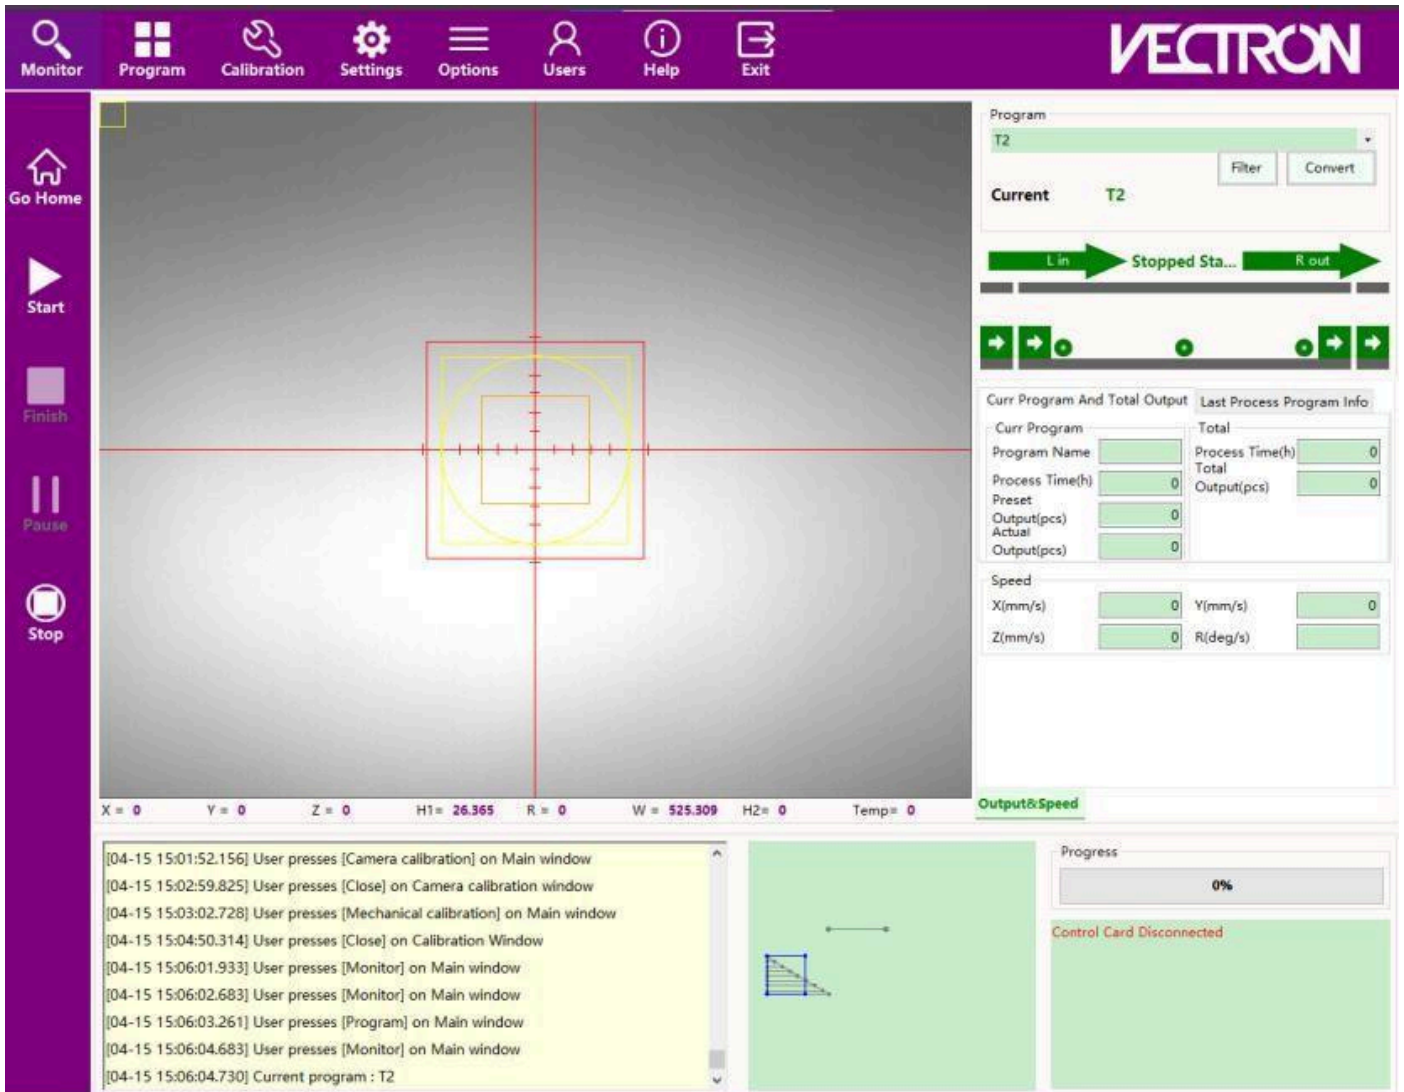 Monitor Program Calibration Settings Options Users Help Exit VECTRON
Go Home
Start
Finish
Pause
Stop
Program
T2
Filter Convert
Current T2
L in Stopped Sta... R out
Curr Program And Total Output Last Process Program Info
Curr Program Total
Program Name Process Time(h) 0
Process Time(h) 0 Total Output(pcs) 0
Preset Output(pcs) 0
Actual Output(pcs) 0
Speed
X(mm/s) 0 Y(mm/s) 0
Z(mm/s) 0 R(deg/s)
Output&Speed
X = 0 Y = 0 Z = 0 H1= 26.365 R = 0 W = 525.309 H2= 0 Temp= 0
[04-15 15:01:52.156] User presses [Camera calibration] on Main window
[04-15 15:02:59.825] User presses [Close] on Camera calibration window
[04-15 15:03:02.728] User presses [Mechanical calibration] on Main window
[04-15 15:04:50.314] User presses [Close] on Calibration Window
[04-15 15:06:01.933] User presses [Monitor] on Main window
[04-15 15:06:02.683] User presses [Monitor] on Main window
[04-15 15:06:03.261] User presses [Program] on Main window
[04-15 15:06:04.683] User presses [Monitor] on Main window
[04-15 15:06:04.730] Current program : T2
Progress
0%
Control Card Disconnected